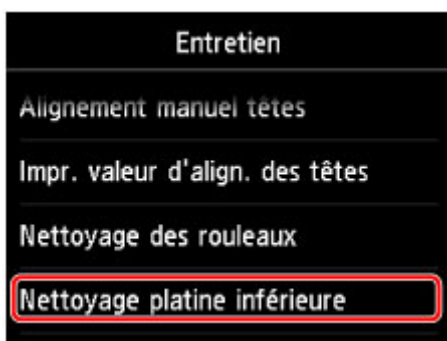 Entretien
Alignement manuel têtes
Impr. valeur d'align. des têtes
Nettoyage des rouleaux
Nettoyage platine inférieure